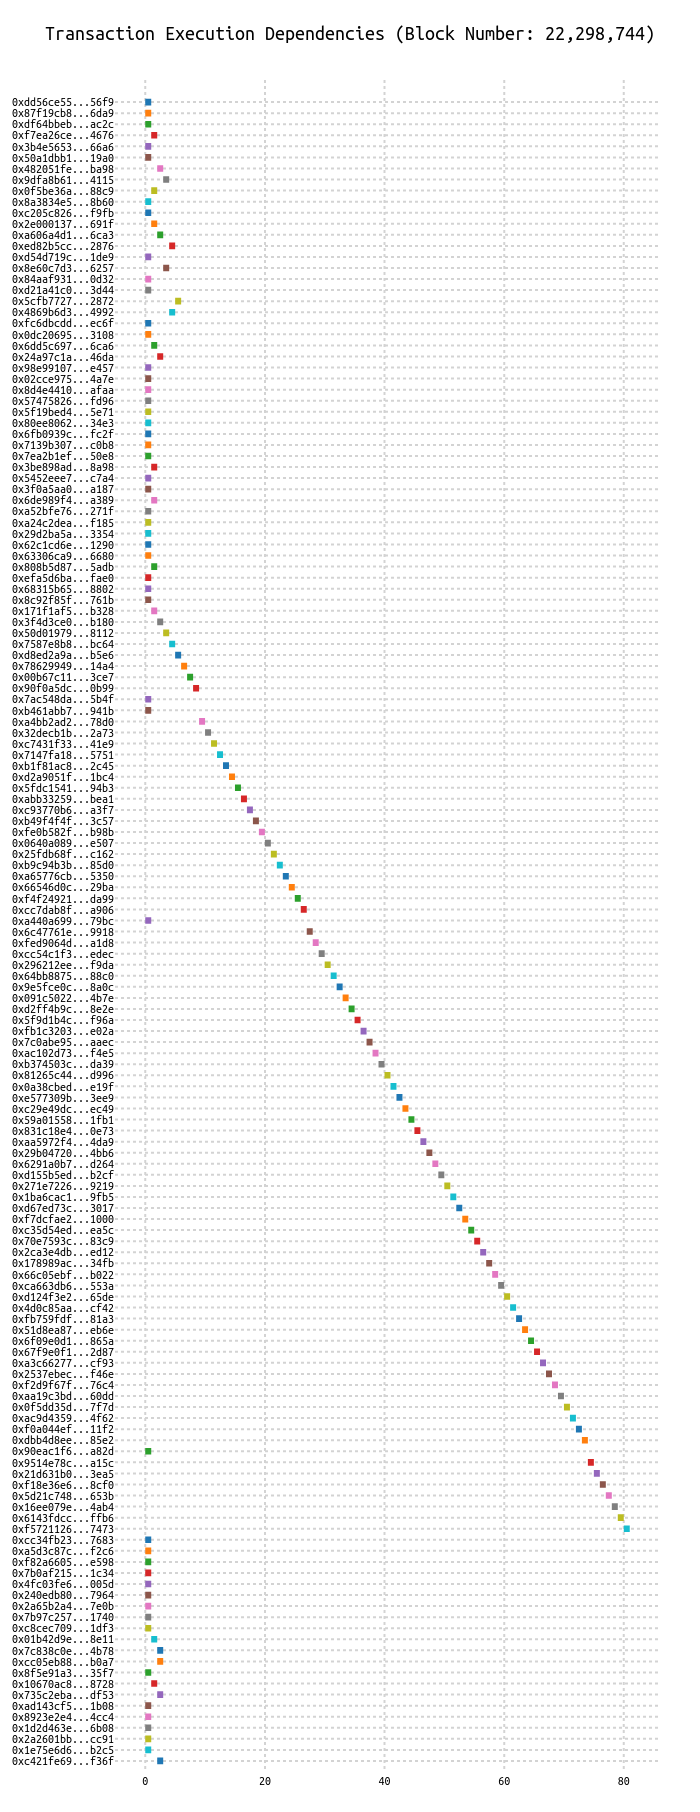 Transaction Execution Dependencies (Block Number: 22,298,744)
0xdd56ce55...56f9
0x87f19cb8...6da9
0xdf64bbeb...ac2c
0xf7ea26ce...4676
0x3b4e5653...66a6
0x50a1dbb1...19a0
0x482051fe...ba98
0x9dfa8b61...4115
0x0f5be36a...88c9
0x8a3834e5...8b60
0xc205c826...f9fb
0x2e000137...691f
0xa606a4d1...6ca3
0xed82b5cc...2876
0xd54d719c...1de9
0x8e60c7d3...6257
0x84aaf931...0d32
0xd21a41c0...3d44
0x5cfb7727...2872
0x4869b6d3...4992
0xfc6dbcdd...ec6f
0x0dc20695...3108
0x6dd5c697...6ca6
0x24a97c1a...46da
0x98e99107...e457
0x02cce975...4a7e
0x8d4e4410...afaa
0x57475826...fd96
0x5f19bed4...5e71
0x80ee8062...34e3
0x6fb0939c...fc2f
0x7139b307...c0b8
0x7ea2b1ef...50e8
0x3be898ad...8a98
0x5452eee7...c7a4
0x3f0a5aa0...a187
0x6de989f4...a389
0xa52bfe76...271f
0xa24c2dea...f185
0x29d2ba5a...3354
0x62c1cd6e...1290
0x63306ca9...6680
0x808b5d87...5adb
0xefa5d6ba...fae0
0x68315b65...8802
0x8c92f85f...761b
0x171f1af5...b328
0x3f4d3ce0...b180
0x50d01979...8112
0x7587e8b8...bc64
0xd8ed2a9a...b5e6
0x78629949...14a4
0x00b67c11...3ce7
0x90f0a5dc...0b99
0x7ac548da...5b4f
0xb461abb7...941b
0xa4bb2ad2...78d0
0x32decb1b...2a73
0xc7431f33...41e9
0x7147fa18...5751
0xb1f81ac8...2c45
0xd2a9051f...1bc4
0x5fdc1541...94b3
0xabb33259...bea1
0xc93770b6...a3f7
0xb49f4f4f...3c57
0xfe0b582f...b98b
0x0640a089...e507
0x25fdb68f...c162
0xb9c94b3b...85d0
0xa65776cb...5350
0x66546d0c...29ba
0xf4f24921...da99
0xcc7dab8f...a906
0xa440a699...79bc
0x6c47761e...9918
0xfed9064d...a1d8
0xcc54c1f3...edec
0x296212ee...f9da
0x64bb8875...88c0
0x9e5fce0c...8a0c
0x091c5022...4b7e
0xd2ff4b9c...8e2e
0x5f9d1b4c...f96a
0xfb1c3203...e02a
0x7c0abe95...aaec
0xac102d73...f4e5
0xb374503c...da39
0x81265c44...d996
0x0a38cbed...e19f
0xe577309b...3ee9
0xc29e49dc...ec49
0x59a01558...1fb1
0x831c18e4...0e73
0xaa5972f4...4da9
0x29b04720...4bb6
0x6291a0b7...d264
0xd155b5ed...b2cf
0x271e7226...9219
0x1ba6cac1...9fb5
0xd67ed73c...3017
0xf7dcfae2...1000
0xc35d54ed...ea5c
0x70e7593c...83c9
0x2ca3e4db...ed12
0x178989ac...34fb
0x66c05ebf...b022
0xca663db6...553a
0xd124f3e2...65de
0x4d0c85aa...cf42
0xfb759fdf...81a3
0x51d8ea87...eb6e
0x6f09e0d1...865a
0x67f9e0f1...2d87
0xa3c66277...cf93
0x2537ebec...f46e
0xf2d9f67f...76c4
0xaa19c3bd...60dd
0x0f5dd35d...7f7d
0xac9d4359...4f62
0xf0a044ef...11f2
0xdbb4d8ee...85e2
0x90eac1f6...a82d
0x9514e78c...a15c
0x21d631b0...3ea5
0xf18e36e6...8cf0
0x5d21c748...653b
0x16ee079e...4ab4
0x6143fdcc...ffb6
0xf5721126...7473
0xcc34fb23...7683
0xa5d3c87c...f2c6
0xf82a6605...e598
0x7b0af215...1c34
0x4fc03fe6...005d
0x240edb80...7964
0x2a65b2a4...7e0b
0x7b97c257...1740
0xc8cec709...1df3
0x01b42d9e...8e11
0x7c838c0e...4b78
0xcc05eb88...b0a7
0x8f5e91a3...35f7
0x10670ac8...8728
0x735c2eba...df53
0xad143cf5...1b08
0x8923e2e4...4cc4
0x1d2d463e...6b08
0x2a2601bb...cc91
0x1e75e6d6...b2c5
0xc421fe69...f36f
0 20 40 60 80